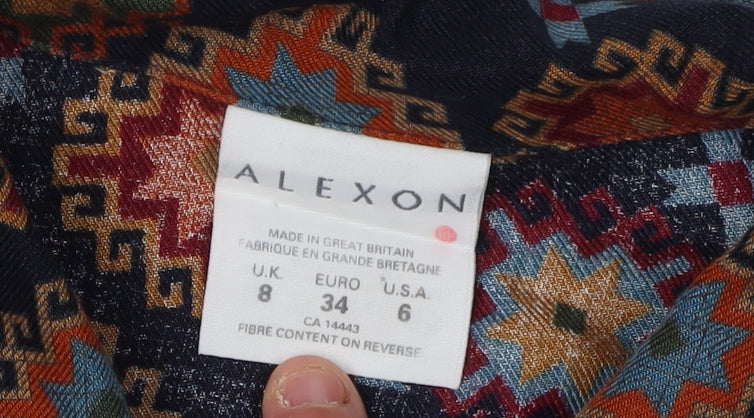 ALEXON
MADE IN GREAT BRITAIN
FABRIQUE EN GRANDE BRETAGNE
U.K. EURO U.S.A.
8 34 6
CA 14443
FIBRE CONTENT ON REVERSE